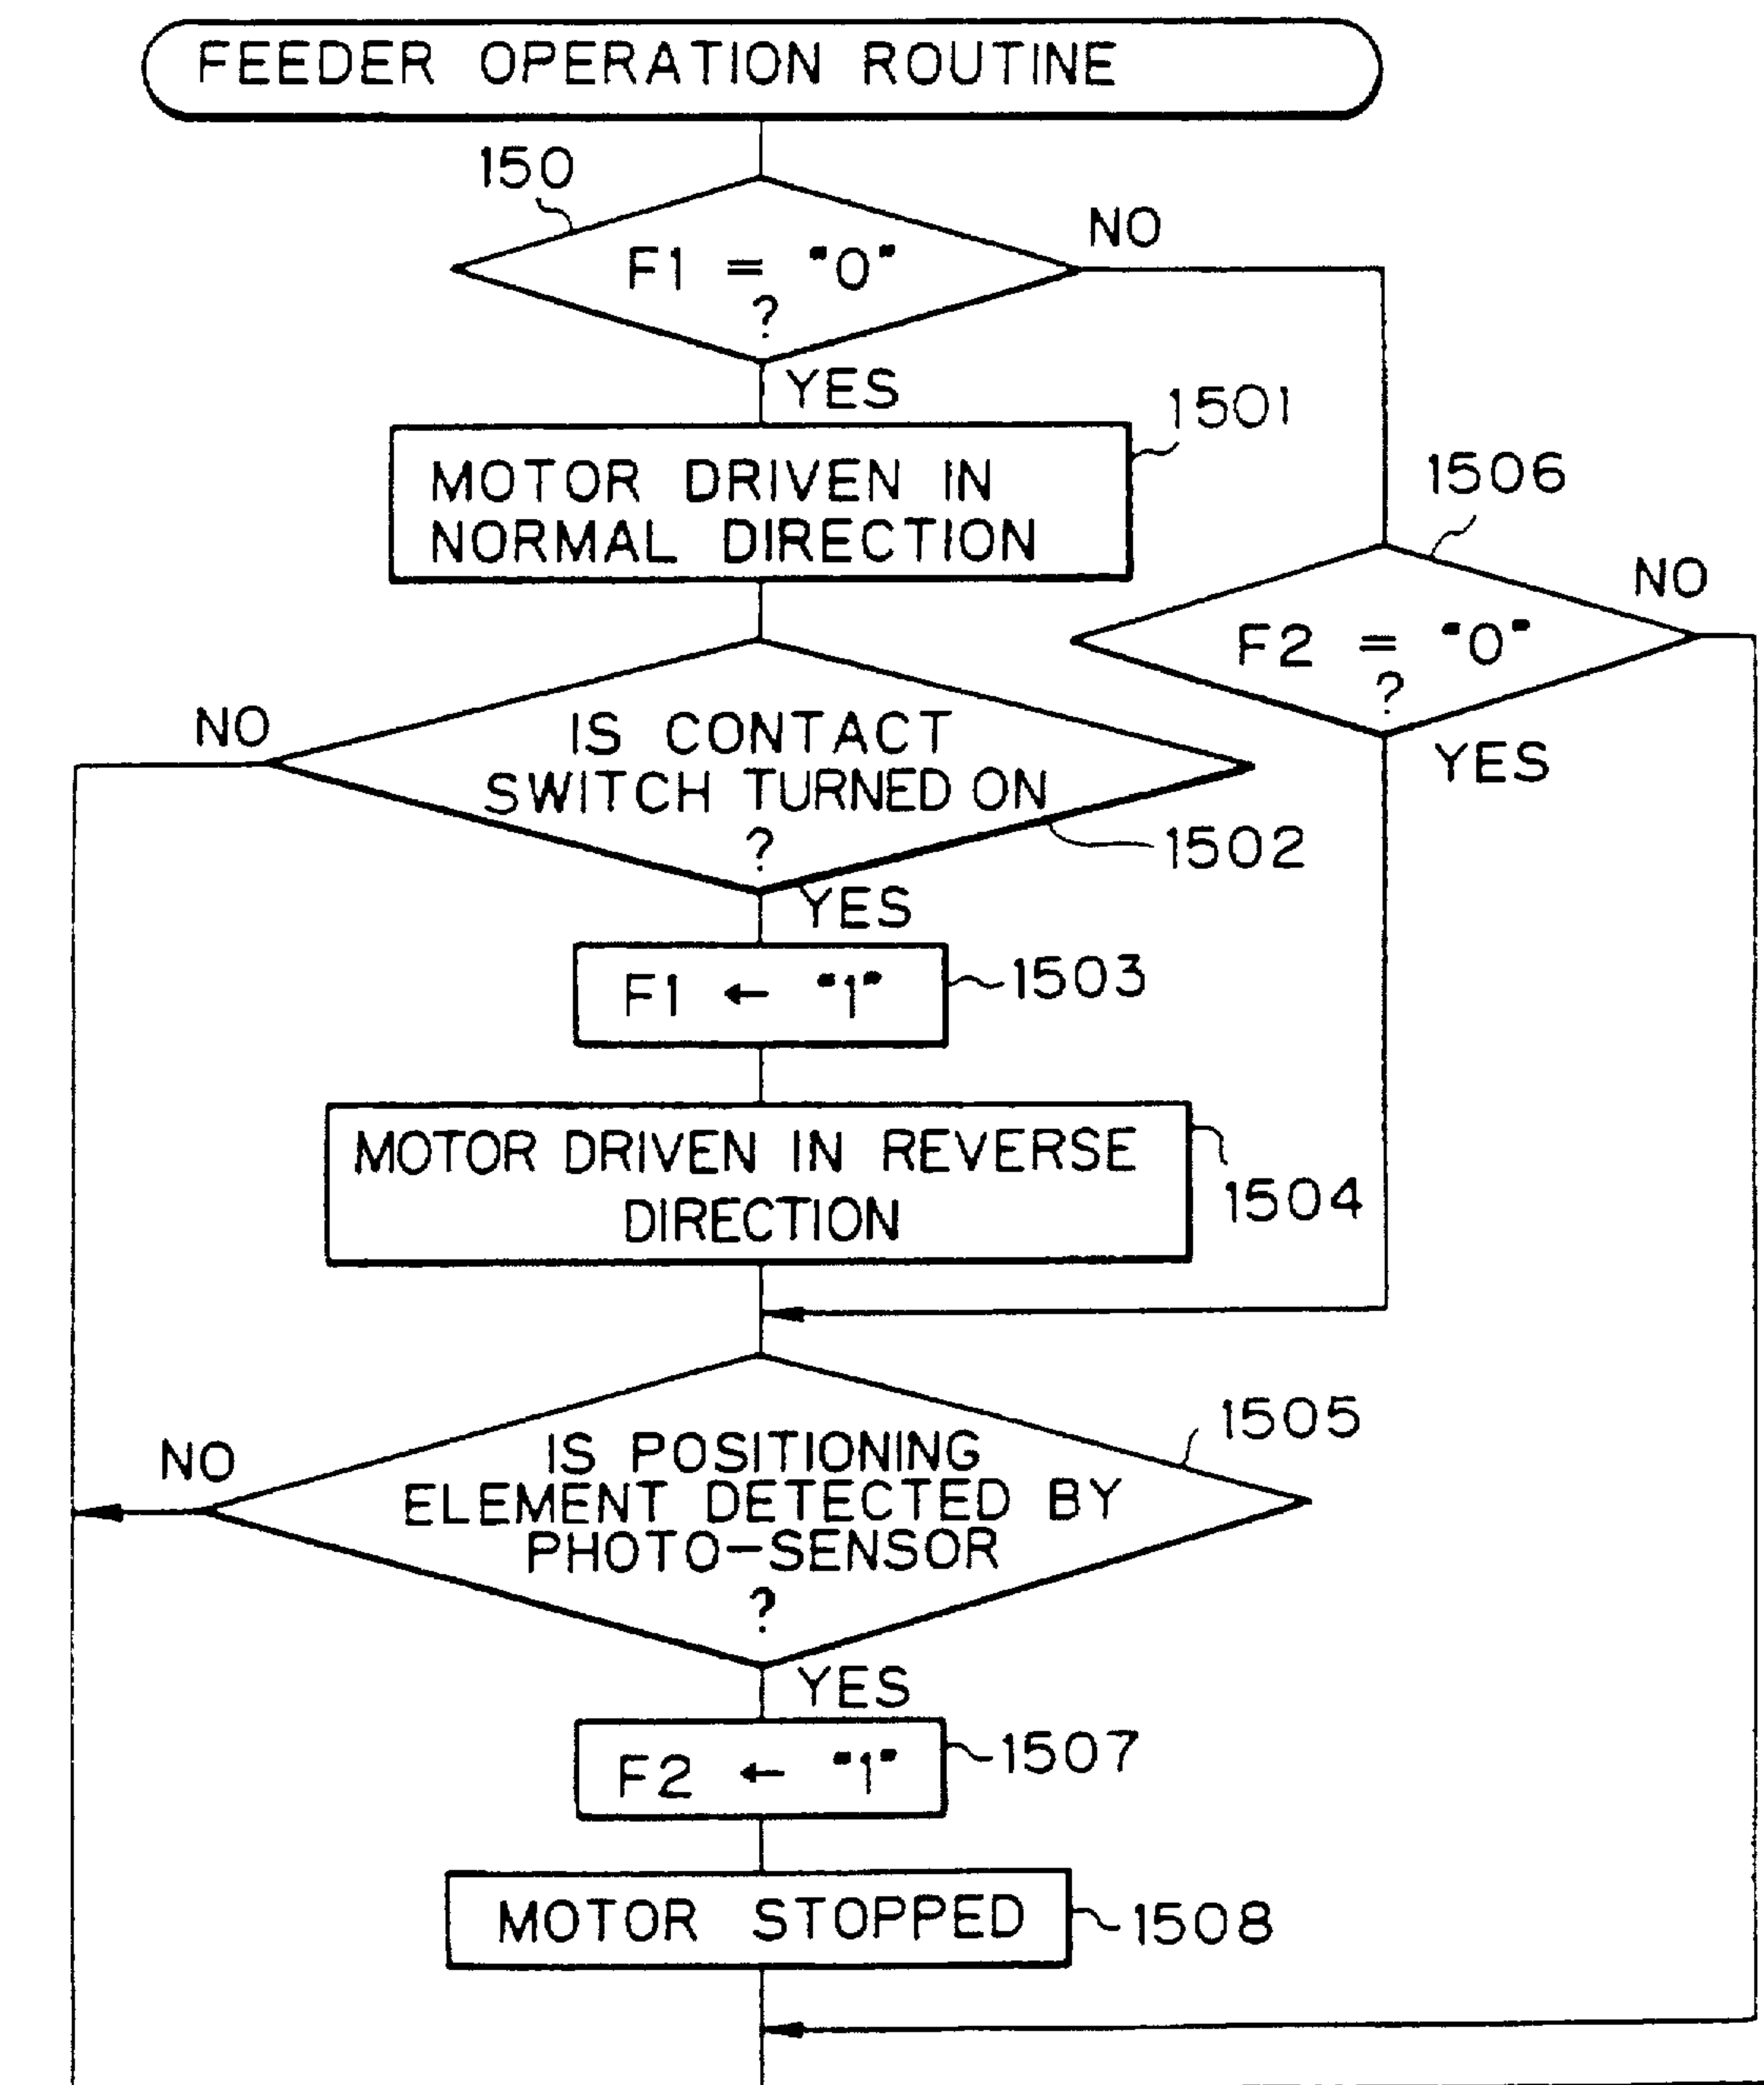 FEEDER OPERATION ROUTINE
150
F1 = "0"
?
NO
YES
1501
MOTOR DRIVEN IN
NORMAL DIRECTION
1506
F2 = "0"
?
NO
YES
NO
IS CONTACT
SWITCH TURNED ON
?
1502
YES
F1 ← "1"
1503
MOTOR DRIVEN IN REVERSE
DIRECTION
1504
1505
NO
IS POSITIONING
ELEMENT DETECTED BY
PHOTO-SENSOR
?
YES
F2 ← "1"
1507
MOTOR STOPPED
1508